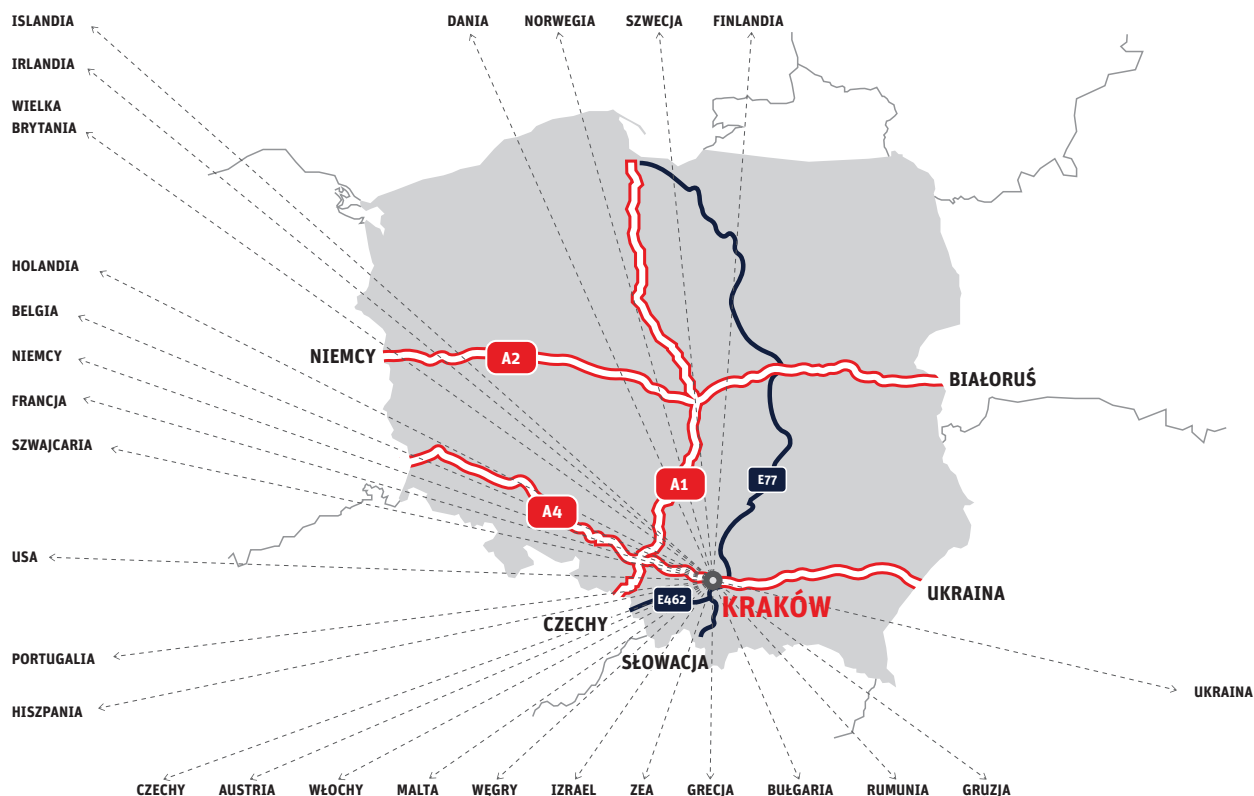 ISLANDIA
DANIA
NORWEGIA
SZWECJA
FINLANDIA
IRLANDIA
WIELKA
BRYTANIA
HOLANDIA
BELGIA
NIEMCY
FRANCJA
SZWAJCARIA
NIEMCY
A2
BIAŁORUŚ
A1
E77
A4
USA
UKRAINA
E462
KRAKÓW
CZECHY
SŁOWACJA
PORTUGALIA
HISZPANIA
UKRAINA
CZECHY
AUSTRIA
WŁOCHY
MALTA
WĘGRY
IZRAEL
ZEA
GRECJA
BUŁGARIA
RUMUNIA
GRUZJA